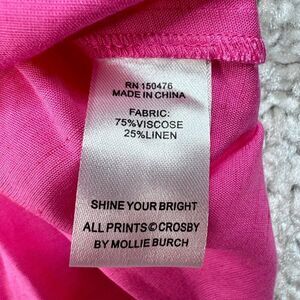 RN 150476
MADE IN CHINA
FABRIC:
75%VISCOSE
25%LINEN
SHINE YOUR BRIGHT
ALL PRINTS©CROSBY
BY MOLLIE BURCH